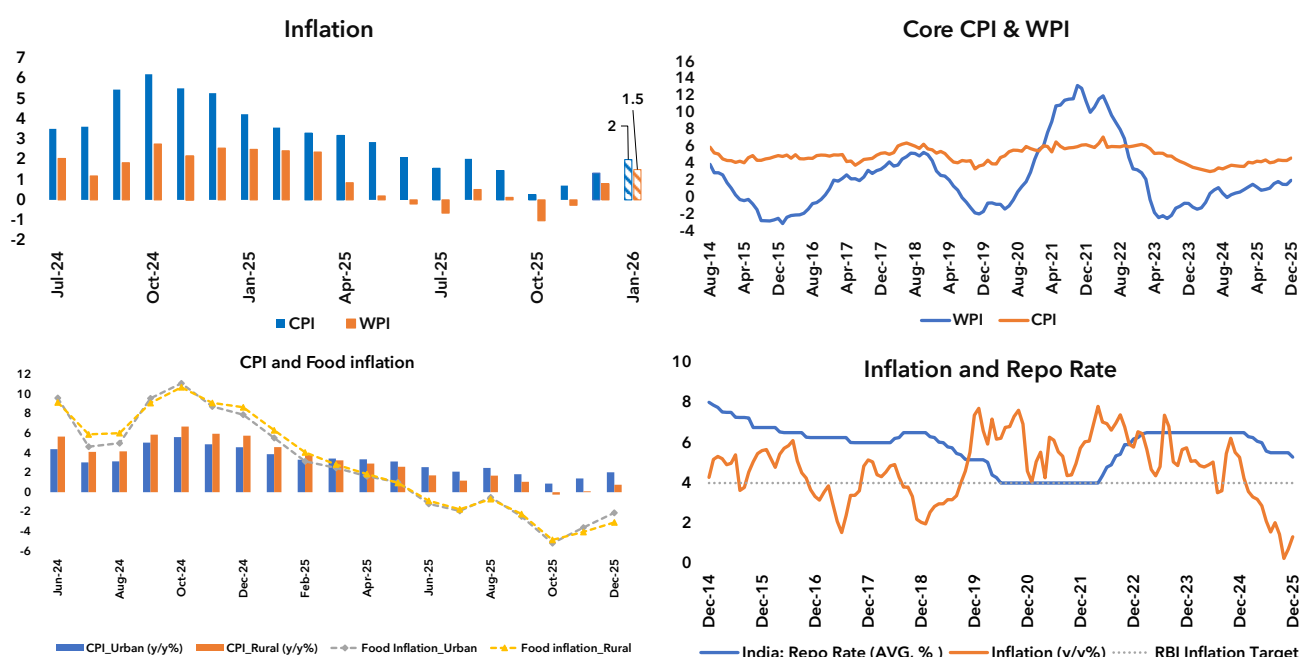 Inflation
7
6
5
4
3
2
1
0
-1
-2
1.5
2
Jul-24
Oct-24
Jan-25
Apr-25
Jul-25
Oct-25
Jan-26
CPI WPI
Core CPI & WPI
16
14
12
10
8
6
4
2
0
-2
-4
Aug-14
Apr-15
Dec-15
Aug-16
Apr-17
Dec-17
Aug-18
Apr-19
Dec-19
Aug-20
Apr-21
Dec-21
Aug-22
Apr-23
Dec-23
Aug-24
Apr-25
Dec-25
WPI CPI
CPI and Food inflation
12
10
8
6
4
2
0
-2
-4
-6
Jun-24
Aug-24
Oct-24
Dec-24
Feb-25
Apr-25
Jun-25
Aug-25
Oct-25
Dec-25
CPI_Urban (y/y%) CPI_Rural (y/y%) Food Inflation_Urban Food inflation_Rural
Inflation and Repo Rate
10
8
6
4
2
0
Dec-14
Dec-15
Dec-16
Dec-17
Dec-18
Dec-19
Dec-20
Dec-21
Dec-22
Dec-23
Dec-24
Dec-25
India: Repo Rate (AVG, % ) Inflation (y/y%) RBI Inflation Target